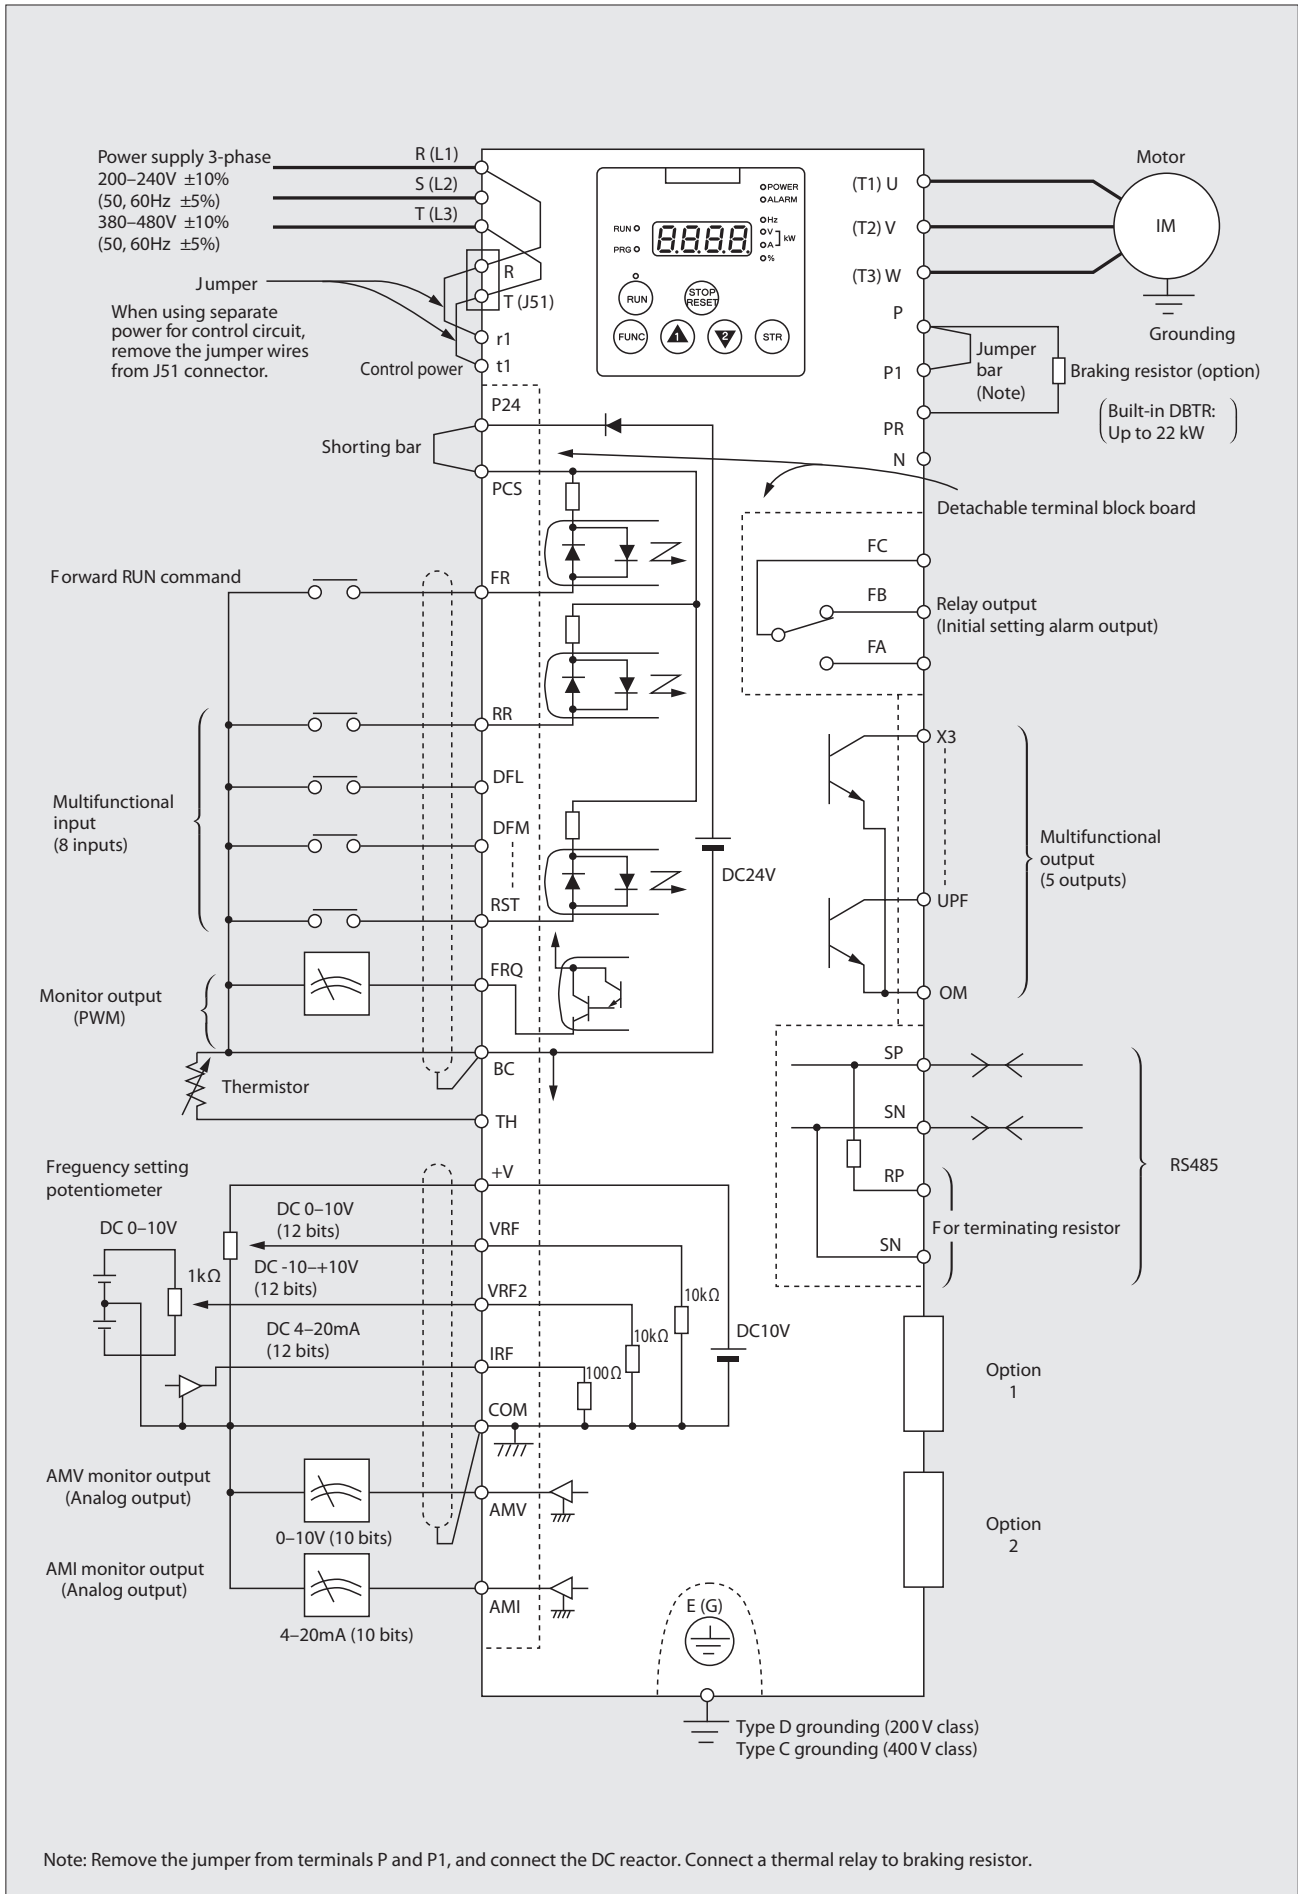 Power supply 3-phase
200–240V ±10%
(50, 60Hz ±5%)
380–480V ±10%
(50, 60Hz ±5%)
R (L1)
S (L2)
T (L3)
R
T (J51)
r1
t1
Jumper
When using separate
power for control circuit,
remove the jumper wires
from J51 connector.
Control power
POWER
ALARM
RUN
PRG
8.8.8.8.
Hz
V
A
kW
%
RUN
STOP
RESET
FUNC
1
2
STR
(T1) U
(T2) V
(T3) W
Motor
IM
Grounding
P
P1
PR
N
Jumper
bar
(Note)
Braking resistor (option)
Built-in DBTR:
Up to 22 kW
P24
Shorting bar
PCS
Detachable terminal block board
Forward RUN command
FR
RR
DFL
DFM
RST
Multifunctional
input
(8 inputs)
DC24V
FC
FB
FA
Relay output
(Initial setting alarm output)
X3
UPF
OM
Multifunctional
output
(5 outputs)
Monitor output
(PWM)
FRQ
BC
Thermistor
TH
SP
SN
RP
SN
RS485
For terminating resistor
Freguency setting
potentiometer
DC 0–10V
1kΩ
+V
DC 0–10V
(12 bits)
VRF
DC -10–+10V
(12 bits)
VRF2
DC 4–20mA
(12 bits)
IRF
10kΩ
10kΩ
100Ω
DC10V
COM
Option
1
Option
2
AMV monitor output
(Analog output)
0–10V (10 bits)
AMV
AMI monitor output
(Analog output)
4–20mA (10 bits)
AMI
E (G)
Type D grounding (200 V class)
Type C grounding (400 V class)
Note: Remove the jumper from terminals P and P1, and connect the DC reactor. Connect a thermal relay to braking resistor.